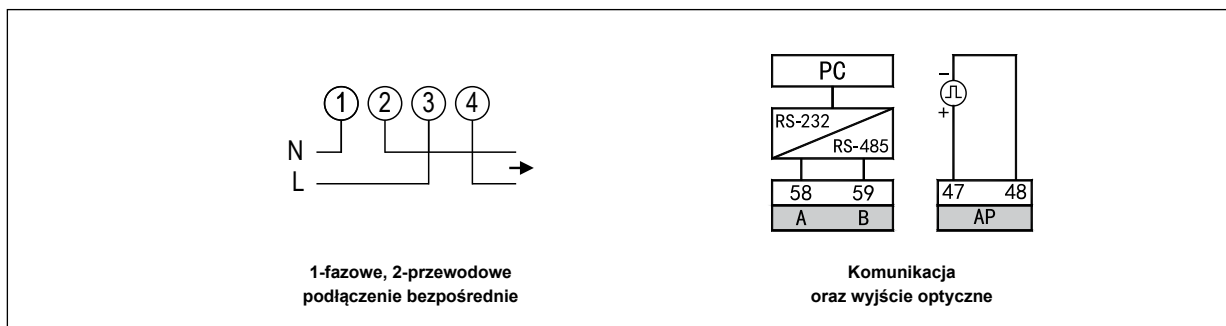 1 2 3 4
N
L
1-fazowe, 2-przewodowe
podłączenie bezpośrednie
PC
RS-232
RS-485
58 59
A B
−
+
47 48
AP
Komunikacja
oraz wyjście optyczne